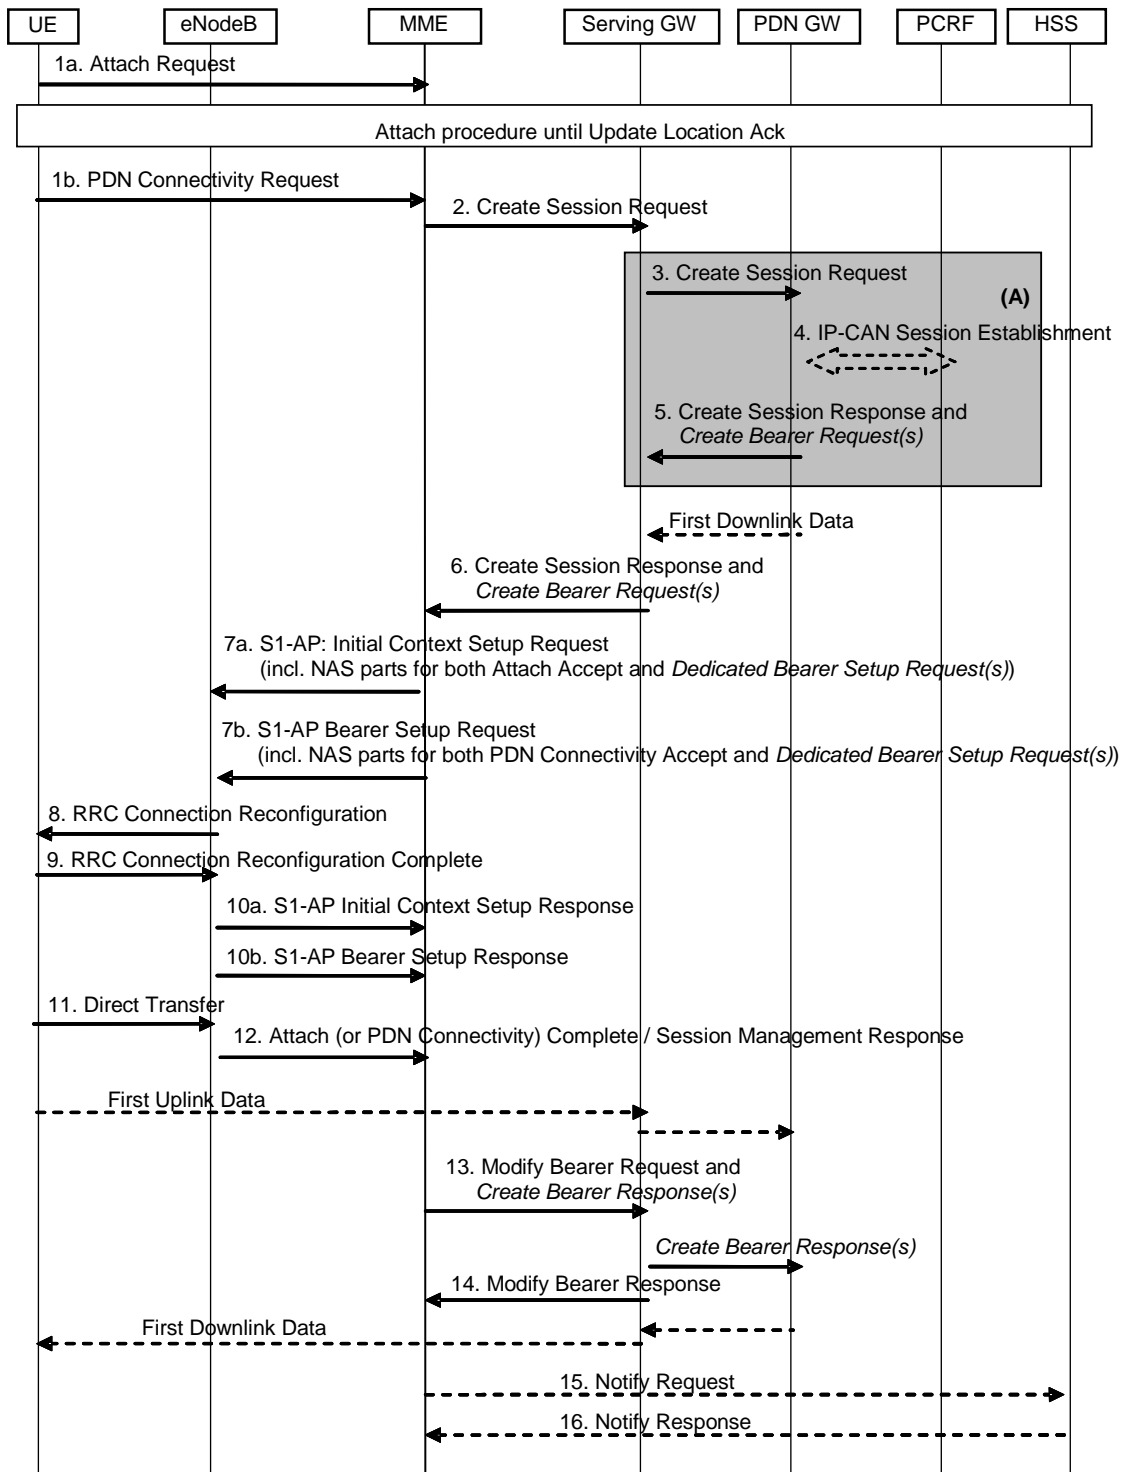 UE eNodeB MME Serving GW PDN GW PCRF HSS
1a. Attach Request
Attach procedure until Update Location Ack
1b. PDN Connectivity Request
2. Create Session Request
3. Create Session Request
(A)
4. IP-CAN Session Establishment
5. Create Session Response and
Create Bearer Request(s)
First Downlink Data
6. Create Session Response and
Create Bearer Request(s)
7a. S1-AP: Initial Context Setup Request
(incl. NAS parts for both Attach Accept and Dedicated Bearer Setup Request(s))
7b. S1-AP Bearer Setup Request
(incl. NAS parts for both PDN Connectivity Accept and Dedicated Bearer Setup Request(s))
8. RRC Connection Reconfiguration
9. RRC Connection Reconfiguration Complete
10a. S1-AP Initial Context Setup Response
10b. S1-AP Bearer Setup Response
11. Direct Transfer
12. Attach (or PDN Connectivity) Complete / Session Management Response
First Uplink Data
13. Modify Bearer Request and
Create Bearer Response(s)
Create Bearer Response(s)
14. Modify Bearer Response
First Downlink Data
15. Notify Request
16. Notify Response